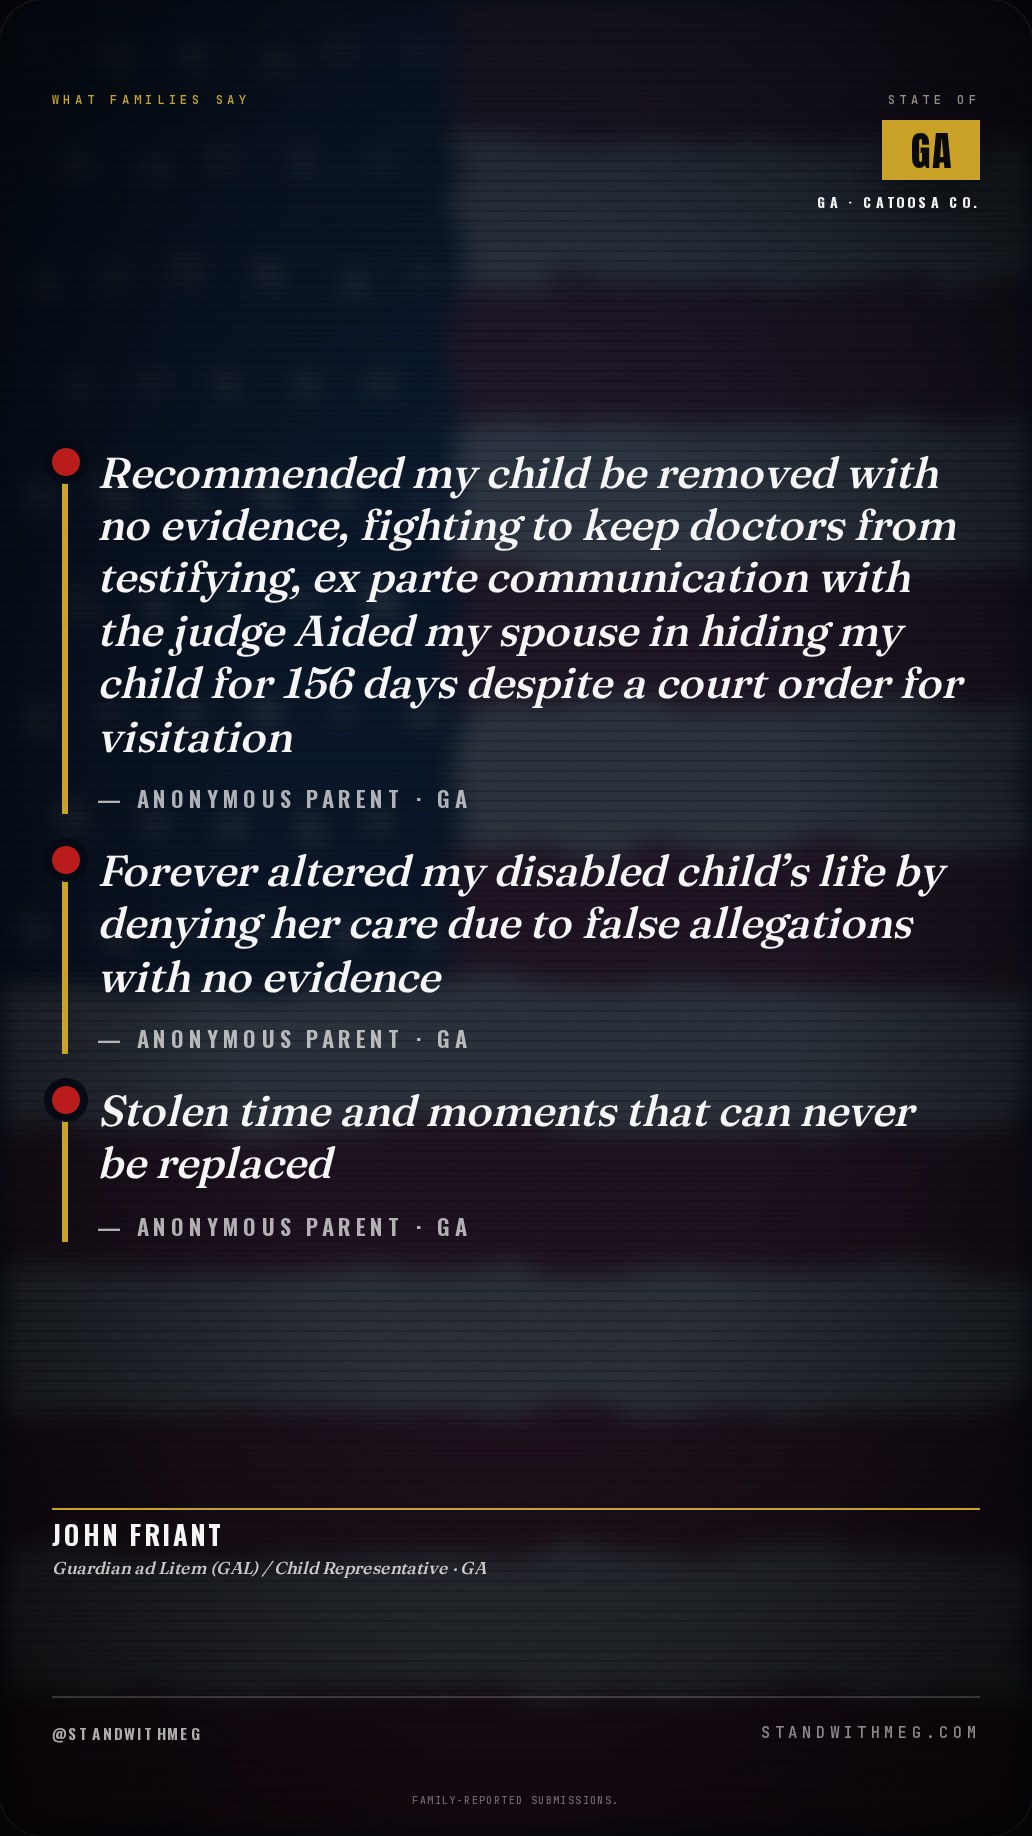 WHAT FAMILIES SAY
STATE OF
GA
GA · CATOOSA CO.
Recommended my child be removed with
no evidence, fighting to keep doctors from
testifying, ex parte communication with
the judge Aided my spouse in hiding my
child for 156 days despite a court order for
visitation
— ANONYMOUS PARENT · GA
Forever altered my disabled child’s life by
denying her care due to false allegations
with no evidence
— ANONYMOUS PARENT · GA
Stolen time and moments that can never
be replaced
— ANONYMOUS PARENT · GA
JOHN FRIANT
Guardian ad Litem (GAL) / Child Representative · GA
@STANDWITHMEG
STANDWITHMEG.COM
FAMILY-REPORTED SUBMISSIONS.